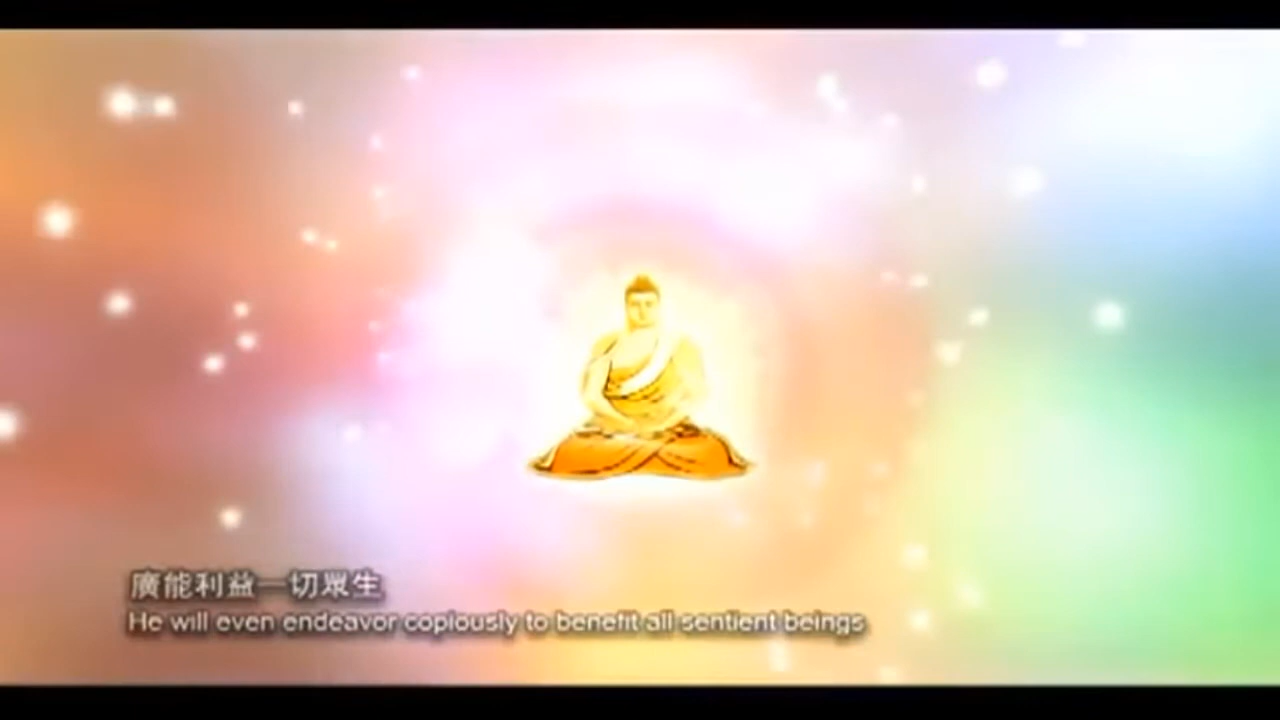 廣能利益一切眾生
He will even endeavor copiously to benefit all sentient beings